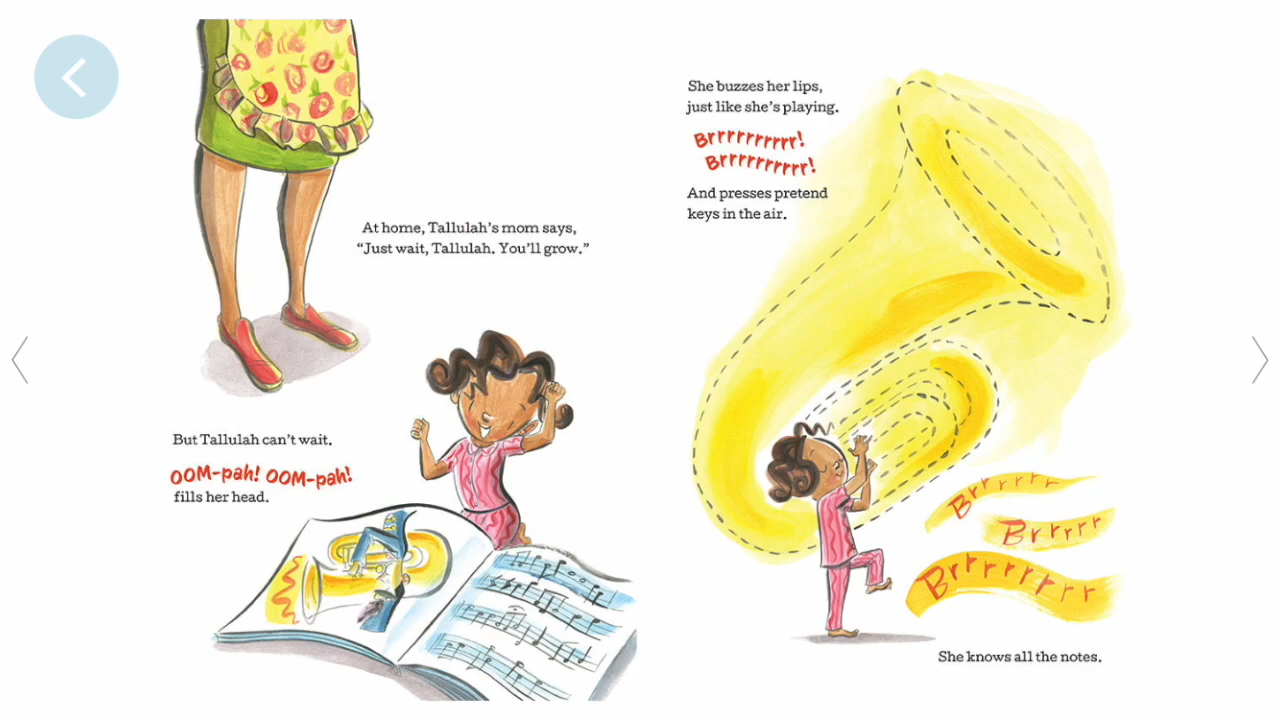 At home, Tallulah's mom says,
"Just wait, Tallulah. You'll grow."
But Tallulah can't wait.
OOM-pah! OOM-pah!
fills her head.
She buzzes her lips,
just like she's playing.
Brrrrrrrrrr!
Brrrrrrrrrrr!
And presses pretend
keys in the air.
Brrrrrrr
Brrrrr
Brrrrrrrr
She knows all the notes.